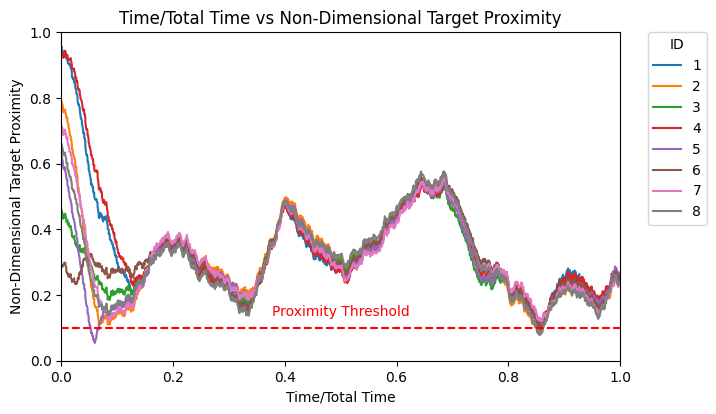 Time/Total Time vs Non-Dimensional Target Proximity
ID
1
2
3
4
5
6
7
8
Non-Dimensional Target Proximity
1.0
0.8
0.6
0.4
0.2
0.0
Proximity Threshold
0.0 0.2 0.4 0.6 0.8 1.0
Time/Total Time